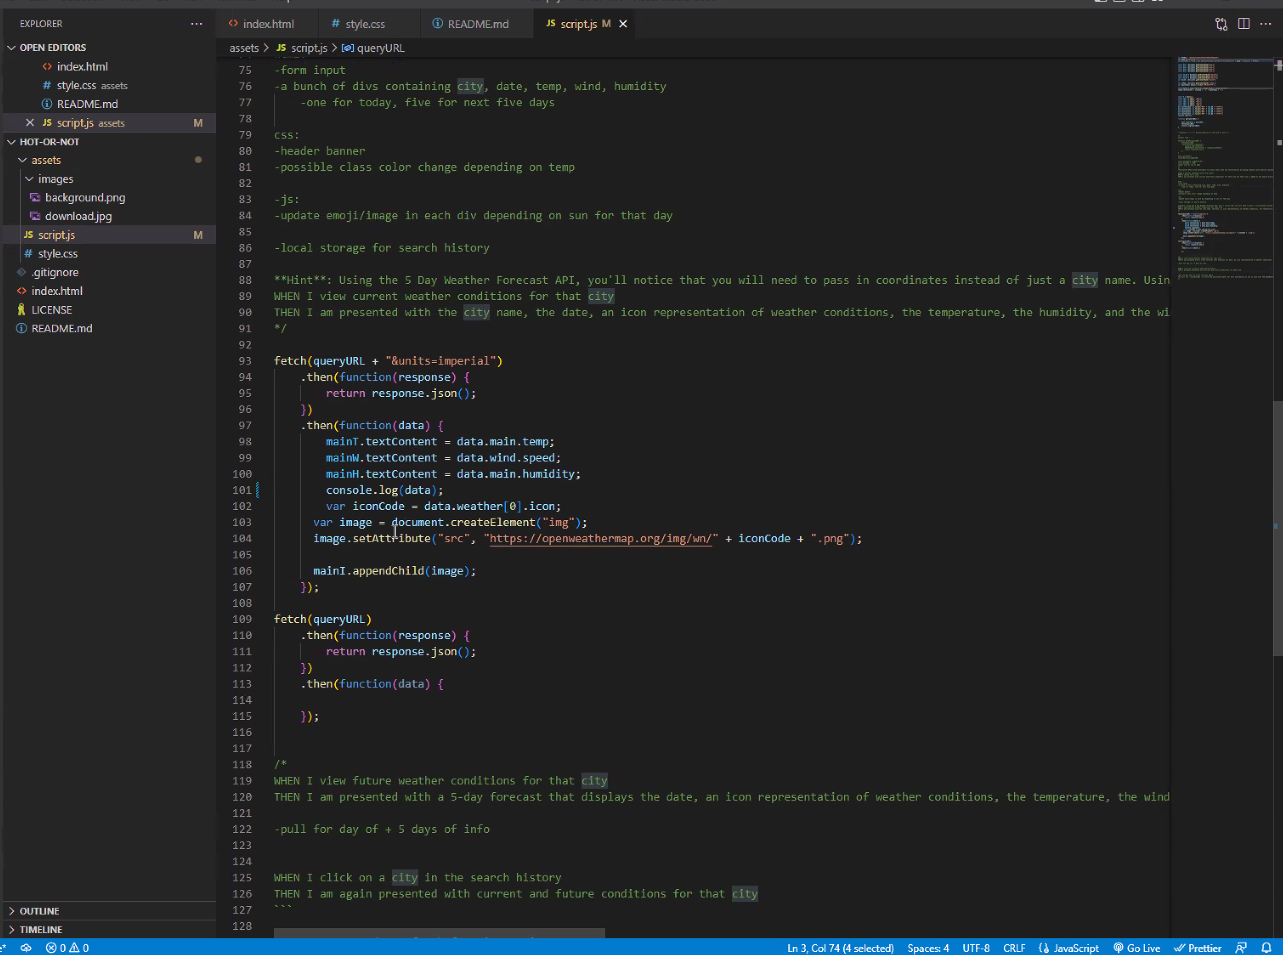 EXPLORER
···
index.html
style.css
README.md
JS script.js M
OPEN EDITORS
index.html
style.css assets
README.md
JS script.js assets M
HOT-OR-NOT
assets
images
background.png
download.jpg
JS script.js M
style.css
.gitignore
index.html
LICENSE
README.md
OUTLINE
TIMELINE
assets > JS script.js > queryURL
75 -form input
76 -a bunch of divs containing city, date, temp, wind, humidity
77 -one for today, five for next five days
78
79 css:
80 -header banner
81 -possible class color change depending on temp
82
83 -js:
84 -update emoji/image in each div depending on sun for that day
85
86 -local storage for search history
87
88 **Hint**: Using the 5 Day Weather Forecast API, you'll notice that you will need to pass in coordinates instead of just a city name. Usin
89 WHEN I view current weather conditions for that city
90 THEN I am presented with the city name, the date, an icon representation of weather conditions, the temperature, the humidity, and the wi
91 */
92
93 fetch(queryURL + "&units=imperial")
94 .then(function(response) {
95 return response.json();
96 })
97 .then(function(data) {
98 mainT.textContent = data.main.temp;
99 mainW.textContent = data.wind.speed;
100 mainH.textContent = data.main.humidity;
101 console.log(data);
102 var iconCode = data.weather[0].icon;
103 var image = document.createElement("img");
104 image.setAttribute("src", "https://openweathermap.org/img/wn/" + iconCode + ".png");
105
106 mainI.appendChild(image);
107 });
108
109 fetch(queryURL)
110 .then(function(response) {
111 return response.json();
112 })
113 .then(function(data) {
114
115 });
116
117
118 /*
119 WHEN I view future weather conditions for that city
120 THEN I am presented with a 5-day forecast that displays the date, an icon representation of weather conditions, the temperature, the wind
121
122 -pull for day of + 5 days of info
123
124
125 WHEN I click on a city in the search history
126 THEN I am again presented with current and future conditions for that city
127 ```
128
0 0
Ln 3, Col 74 (4 selected)
Spaces: 4
UTF-8
CRLF
JavaScript
Go Live
Prettier